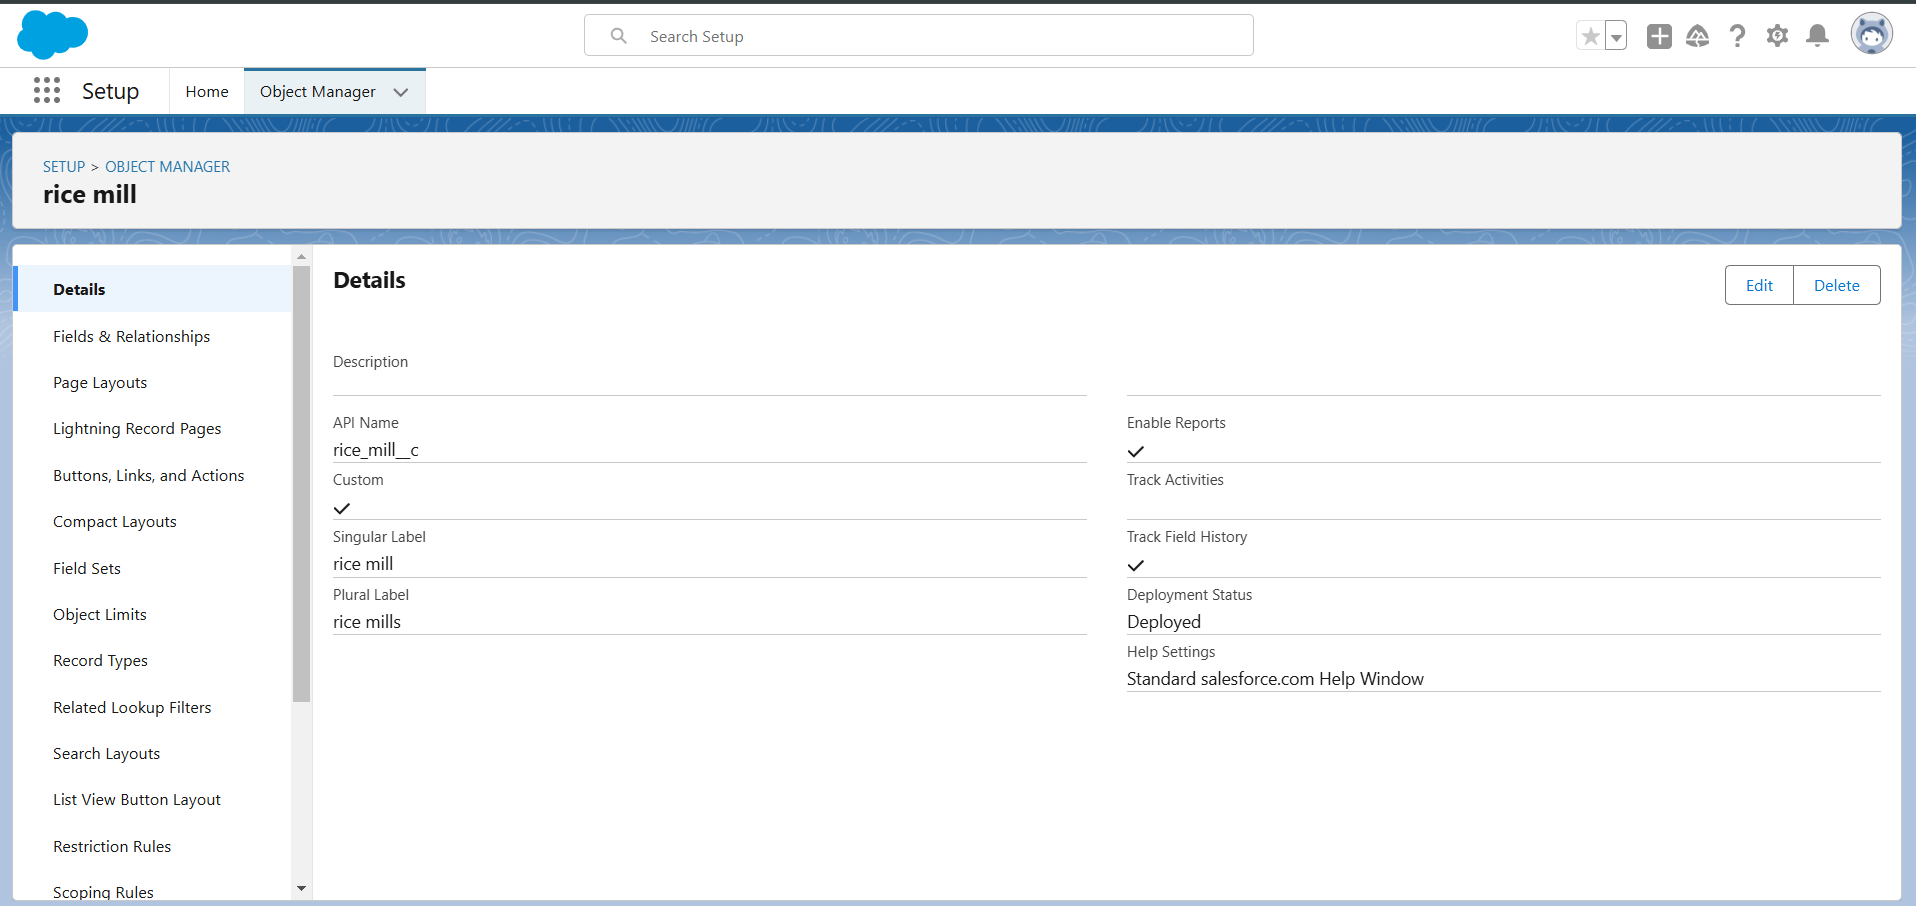 Search Setup
Setup
Home
Object Manager
SETUP > OBJECT MANAGER
rice mill
Details
Fields & Relationships
Page Layouts
Lightning Record Pages
Buttons, Links, and Actions
Compact Layouts
Field Sets
Object Limits
Record Types
Related Lookup Filters
Search Layouts
List View Button Layout
Restriction Rules
Scoping Rules
Details
Edit
Delete
Description
API Name
rice_mill__c
Custom
Singular Label
rice mill
Plural Label
rice mills
Enable Reports
Track Activities
Track Field History
Deployment Status
Deployed
Help Settings
Standard salesforce.com Help Window